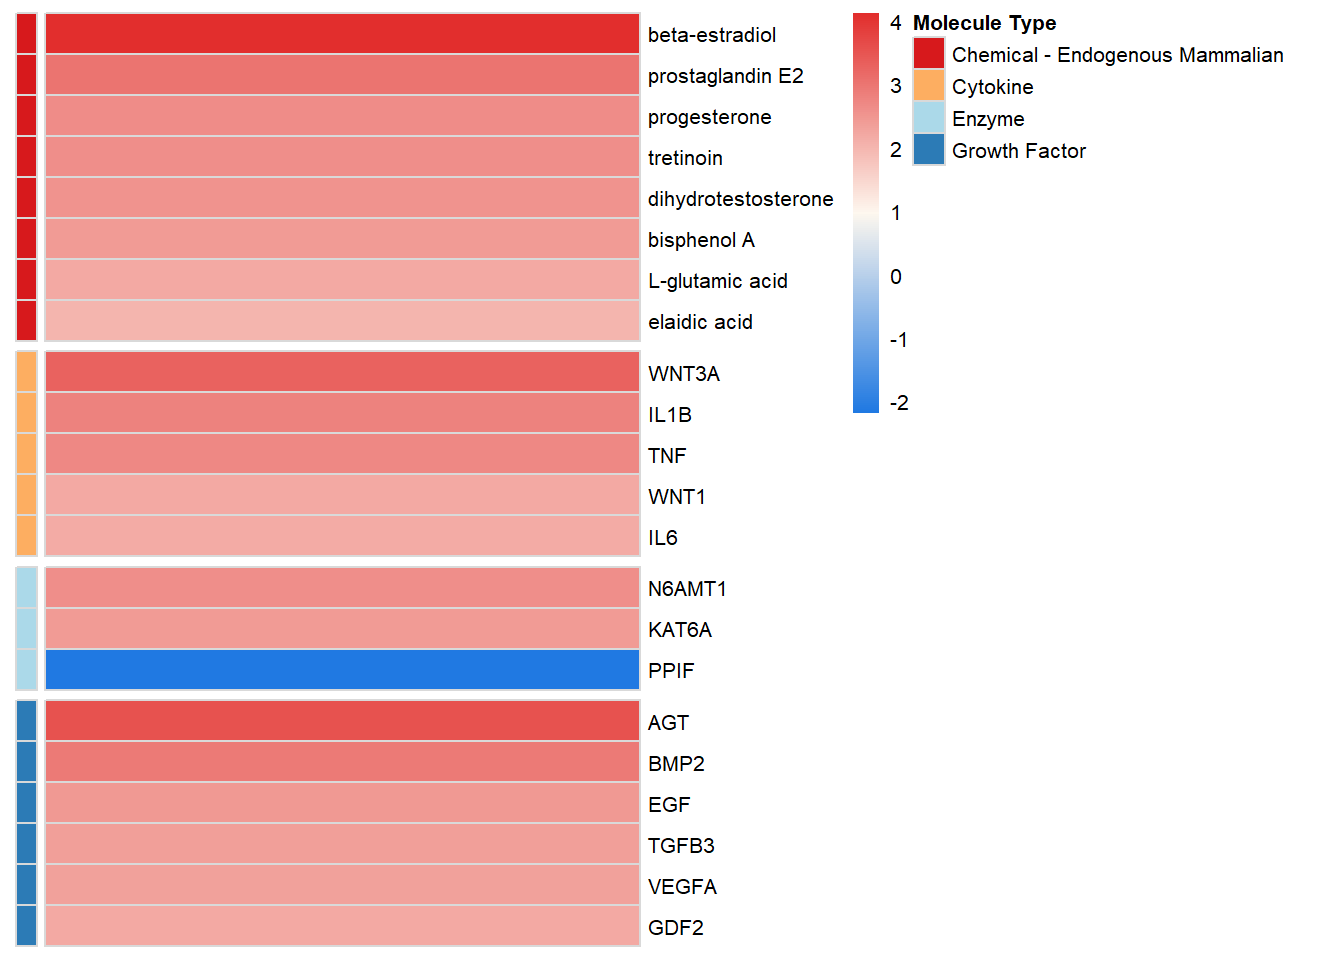 beta-estradiol
prostaglandin E2
progesterone
tretinoin
dihydrotestosterone
bisphenol A
L-glutamic acid
elaidic acid
WNT3A
IL1B
TNF
WNT1
IL6
N6AMT1
KAT6A
PPIF
AGT
BMP2
EGF
TGFB3
VEGFA
GDF2
4
3
2
1
0
-1
-2
Molecule Type
Chemical - Endogenous Mammalian
Cytokine
Enzyme
Growth Factor